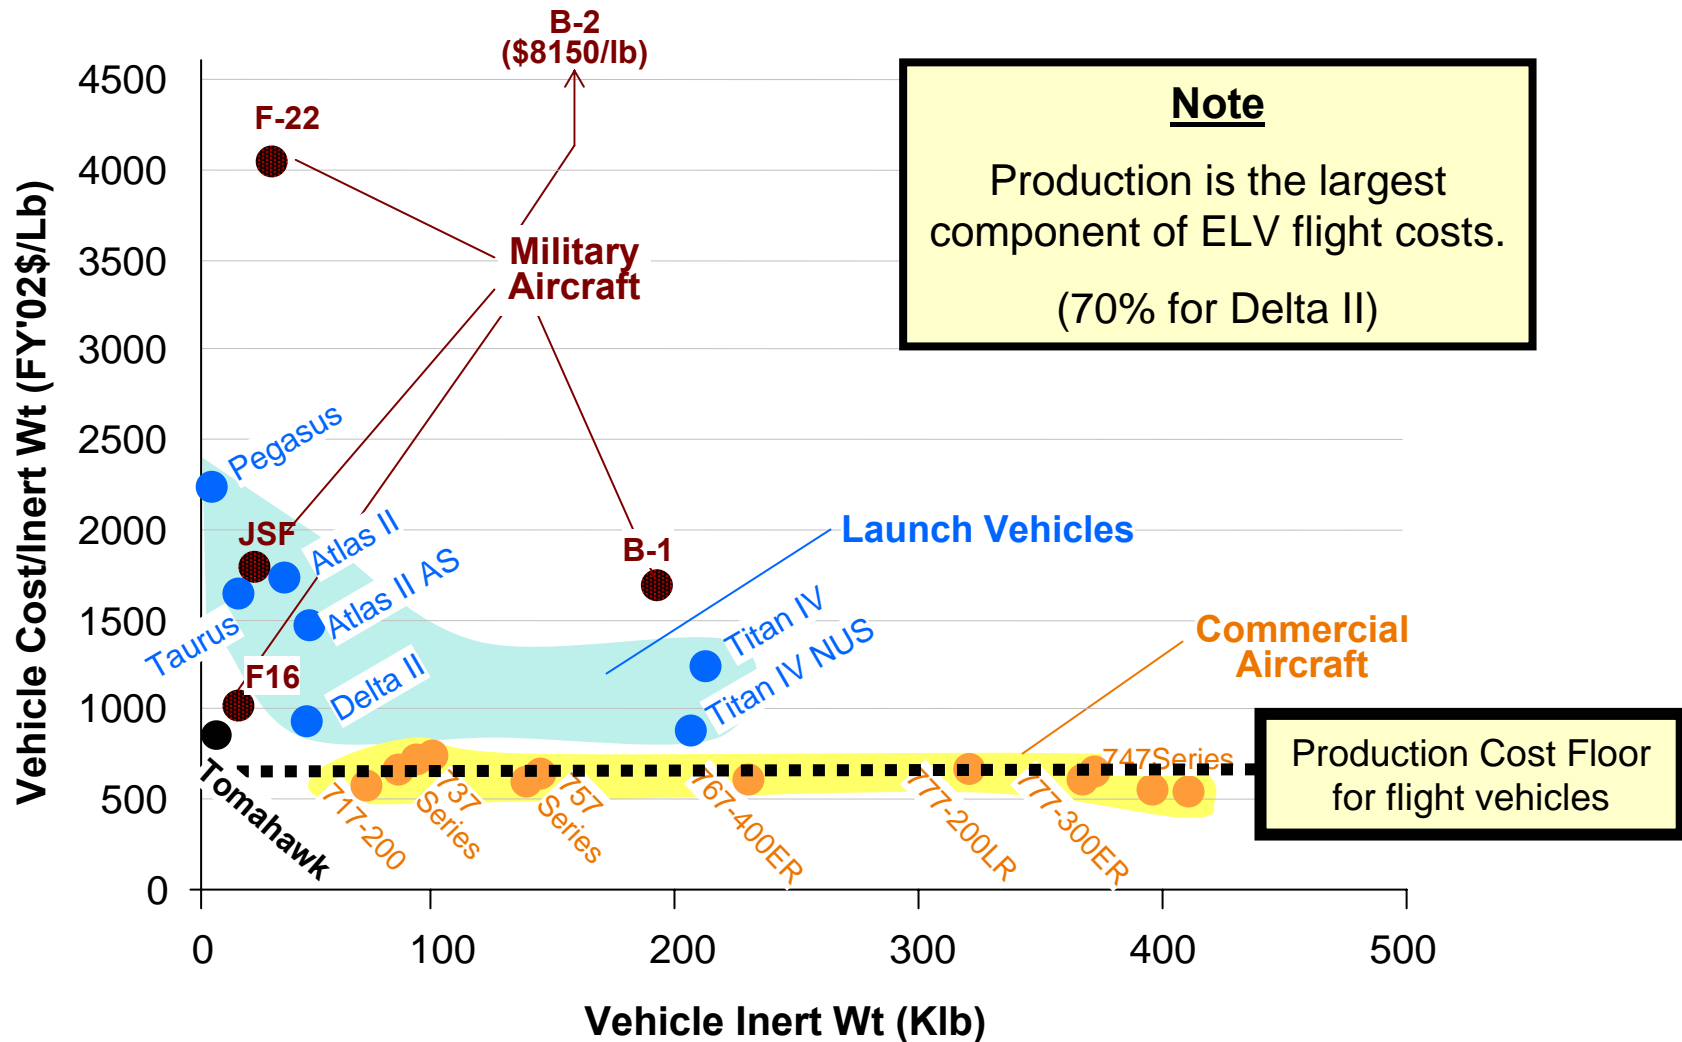 B-2
($8150/lb)
4500
4000
3500
3000
2500
2000
1500
1000
500
0
Vehicle Cost/Inert Wt (FY'02$/Lb)
F-22
Military
Aircraft
Note
Production is the largest
component of ELV flight costs.
(70% for Delta II)
Pegasus
JSF
Atlas II
Atlas II AS
Taurus
F16
Delta II
B-1
Launch Vehicles
Titan IV
Titan IV NUS
Commercial
Aircraft
Production Cost Floor
for flight vehicles
Tomahawk
717-200
737
Series
757
Series
767-400ER
777-200LR
777-300ER
747Series
0
100
200
300
400
500
Vehicle Inert Wt (Klb)